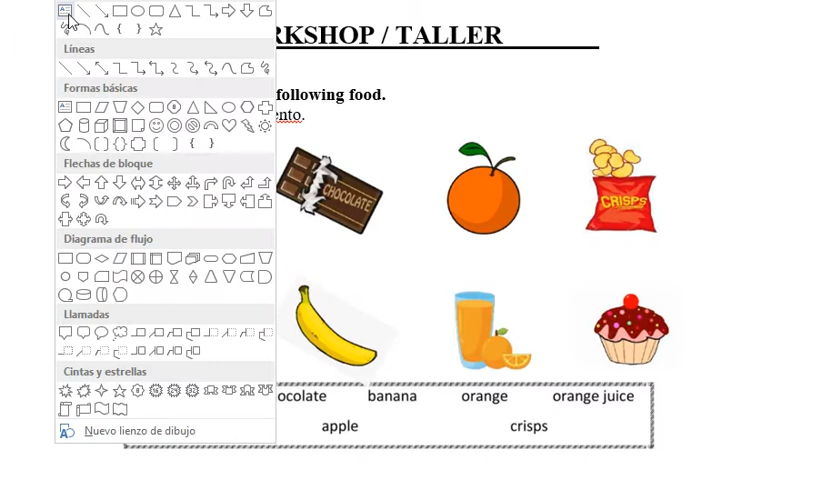 RKSHOP / TALLER
Líneas
following food.
Formas básicas
ento.
Flechas de bloque
CHOCOLATE
CRISPS
Diagrama de flujo
Llamadas
Cintas y estrellas
ocolate banana orange orange juice
apple crisps
Nuevo lienzo de dibujo